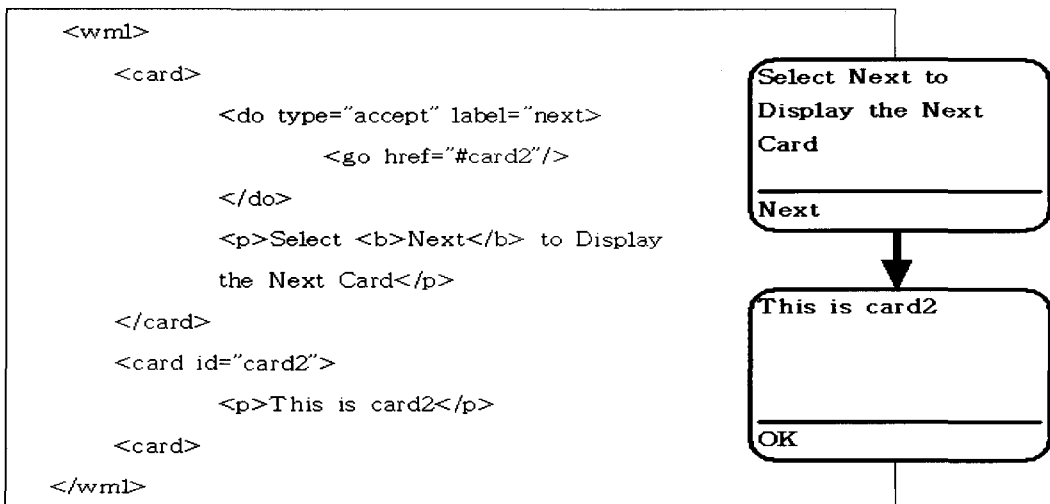 <wml>
<card>
<do type="accept" label="next>
<go href="#card2"/>
</do>
<p>Select <b>Next</b> to Display
the Next Card</p>
</card>
<card id="card2">
<p>This is card2</p>
<card>
</wml>
Select Next to
Display the Next
Card
Next
This is card2
OK